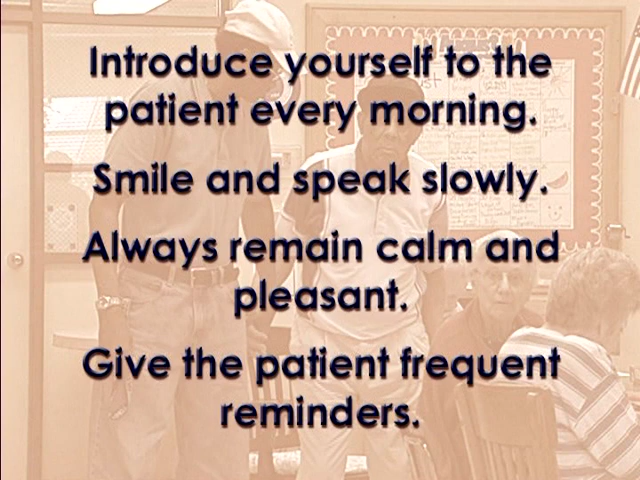 Introduce yourself to the
patient every morning.
Smile and speak slowly.
Always remain calm and
pleasant.
Give the patient frequent
reminders.